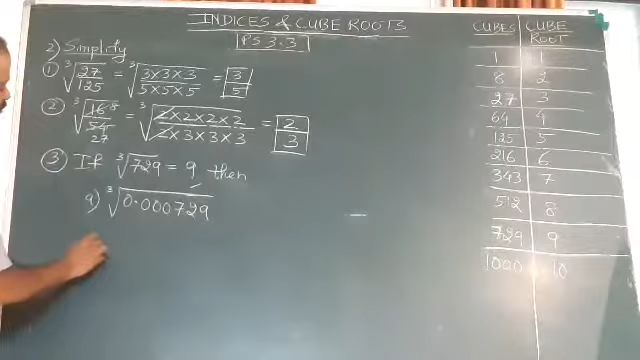 INDICES & CUBE ROOTS
PS 3.3
2) Simplify
① ∛(27/125) = ∛(3×3×3/5×5×5) = 3/5
② ∛(16/54) = ∛(2×2×2×2/2×3×3×3) = 2/3
8
27
③ If ∛729 = 9 then
a) ∛0.000729
CUBES CUBE ROOT
1 1
8 2
27 3
64 4
125 5
216 6
343 7
512 8
729 9
1000 10